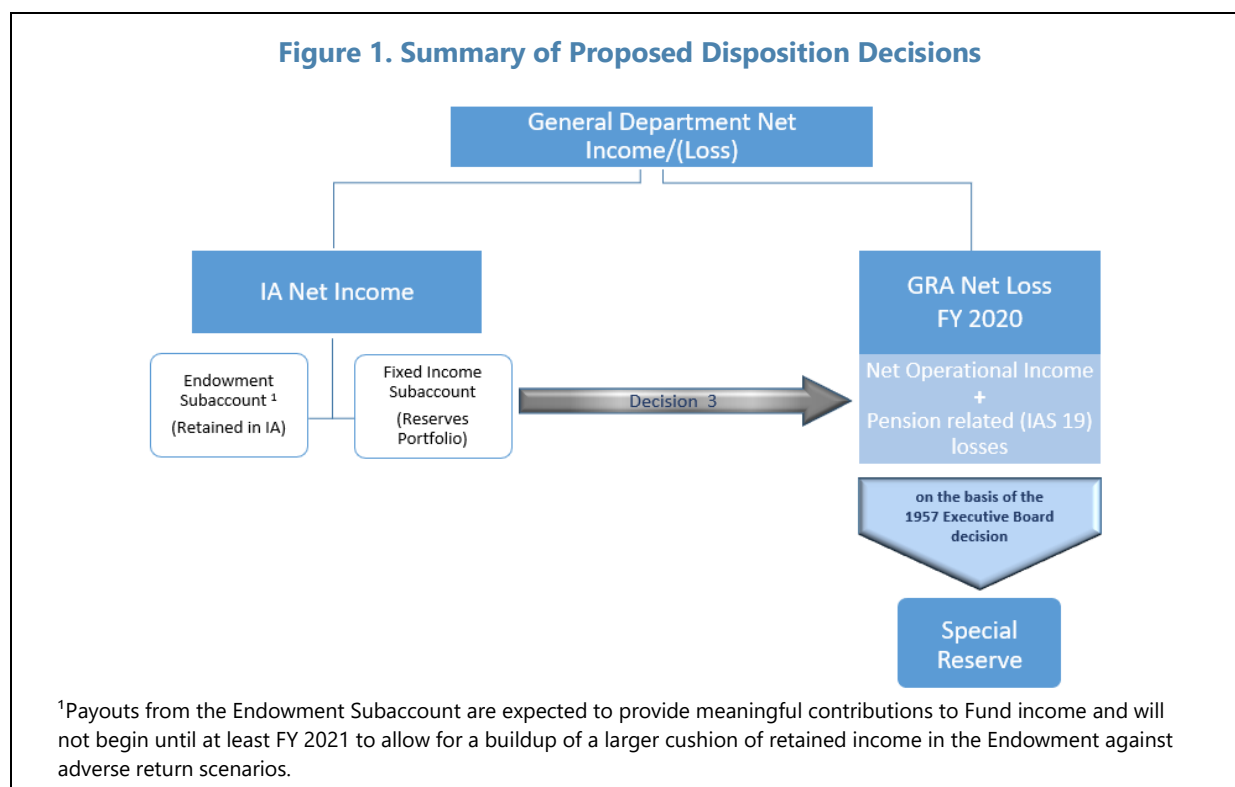 Figure 1. Summary of Proposed Disposition Decisions
General Department Net
Income/(Loss)
IA Net Income
GRA Net Loss
FY 2020
Endowment
Subaccount ¹
(Retained in IA)
Fixed Income
Subaccount
(Reserves
Portfolio)
Decision 3
Net Operational Income
+
Pension related (IAS 19)
losses
on the basis of the
1957 Executive Board
decision
Special
Reserve
¹Payouts from the Endowment Subaccount are expected to provide meaningful contributions to Fund income and will
not begin until at least FY 2021 to allow for a buildup of a larger cushion of retained income in the Endowment against
adverse return scenarios.